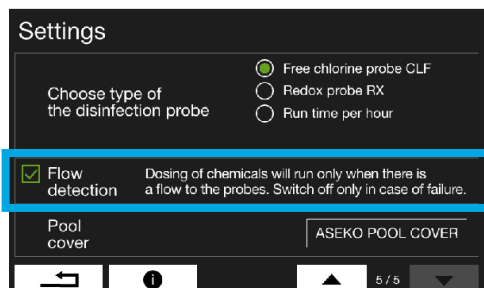 Settings
Choose type of
the disinfection probe
Free chlorine probe CLF
Redox probe RX
Run time per hour
Flow
detection
Dosing of chemicals will run only when there is
a flow to the probes. Switch off only in case of failure.
Pool
cover
ASEKO POOL COVER
5/5